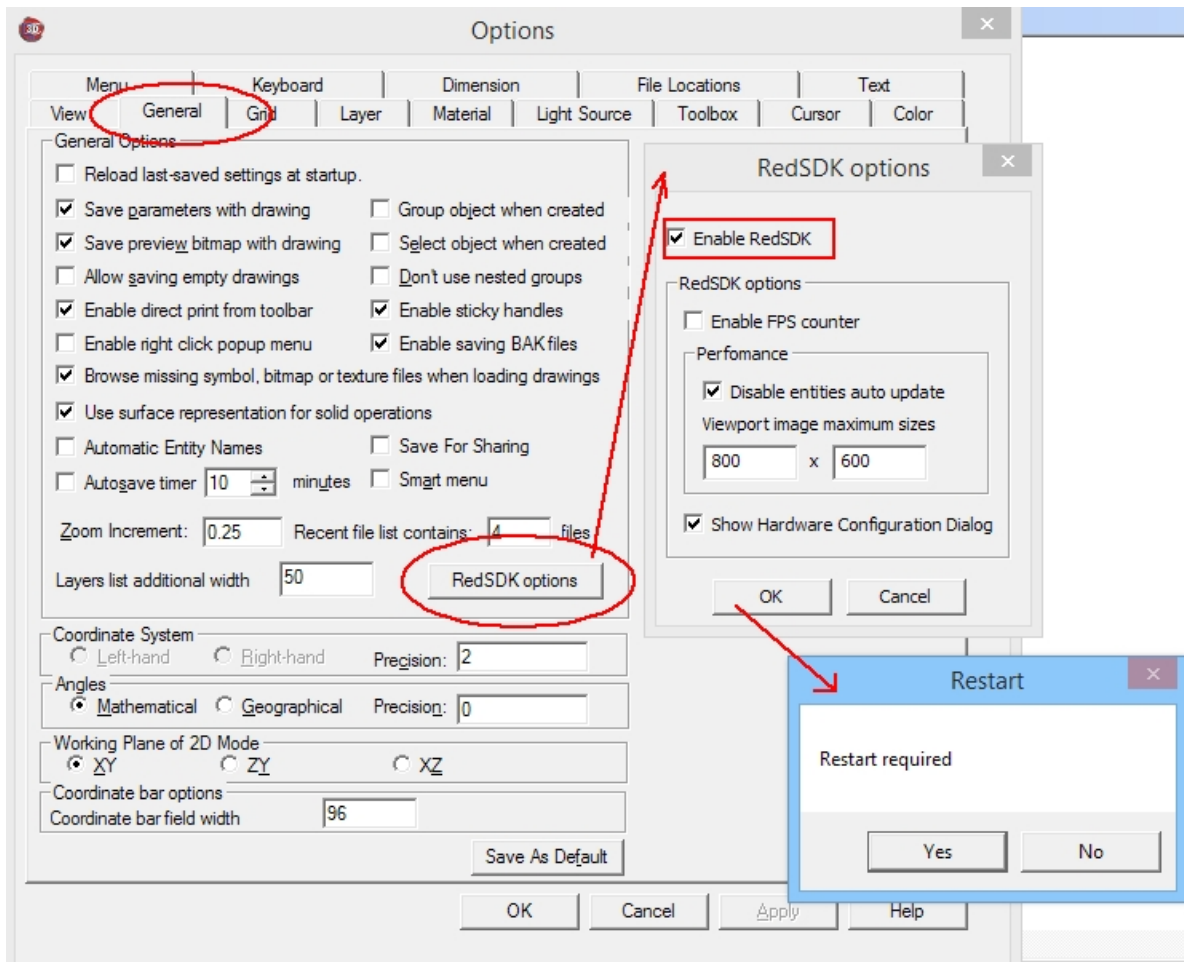 3D
Options
Menu Keyboard Dimension File Locations Text
View General Grid Layer Material Light Source Toolbox Cursor Color
General Options
Reload last-saved settings at startup.
Save parameters with drawing Group object when created
Save preview bitmap with drawing Select object when created
Allow saving empty drawings Don't use nested groups
Enable direct print from toolbar Enable sticky handles
Enable right click popup menu Enable saving BAK files
Browse missing symbol, bitmap or texture files when loading drawings
Use surface representation for solid operations
Automatic Entity Names Save For Sharing
Autosave timer 10 minutes Smart menu
Zoom Increment: 0.25 Recent file list contains: 4 files
Layers list additional width 50 RedSDK options
Coordinate System
Left-hand Right-hand Precision: 2
Angles
Mathematical Geographical Precision: 0
Working Plane of 2D Mode
XY ZY XZ
Coordinate bar options
Coordinate bar field width 96
Save As Default
OK Cancel Apply Help
RedSDK options
Enable RedSDK
RedSDK options
Enable FPS counter
Perfomance
Disable entities auto update
Viewport image maximum sizes
800 x 600
Show Hardware Configuration Dialog
OK Cancel
Restart
Restart required
Yes No